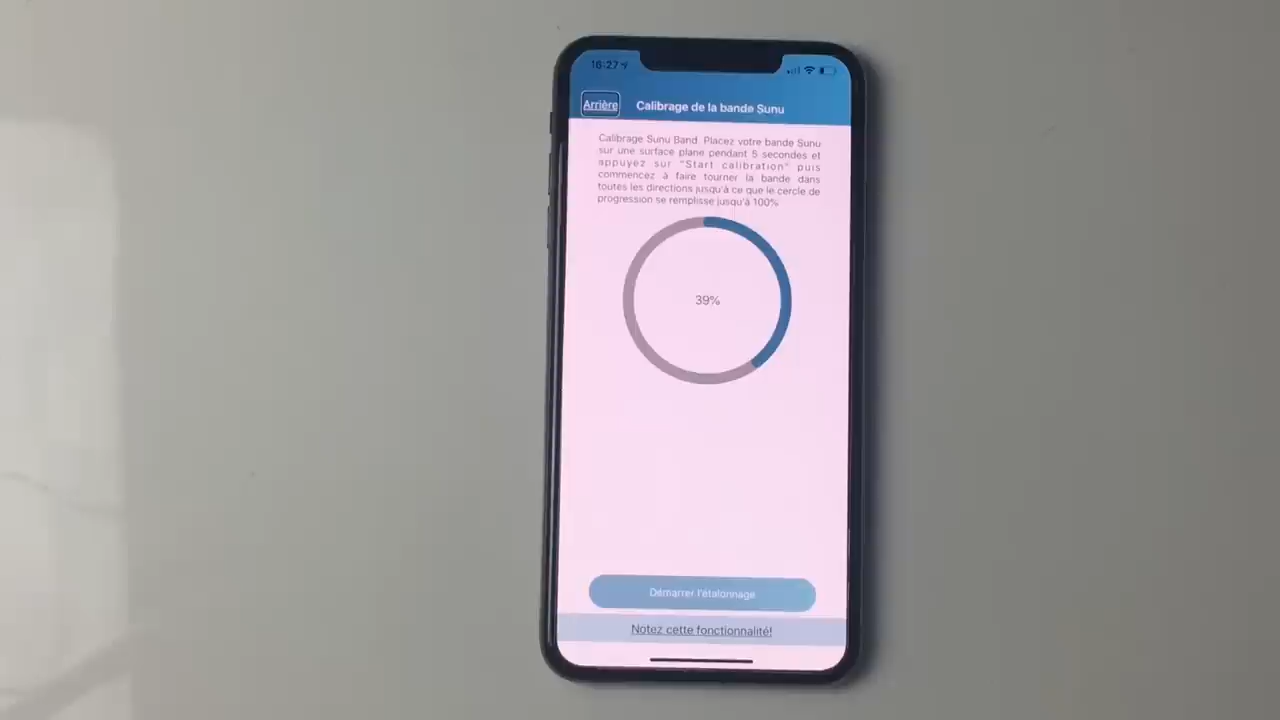 16:27
Arrière
Calibrage de la bande Sunu
Calibrage Sunu Band. Placez votre bande Sunu
sur une surface plane pendant 5 secondes et
appuyez sur "Start calibration" puis
commencez à faire tourner la bande dans
toutes les directions jusqu'à ce que le cercle de
progression se remplisse jusqu'à 100%
39%
Démarrer l'étalonnage
Notez cette fonctionnalité!